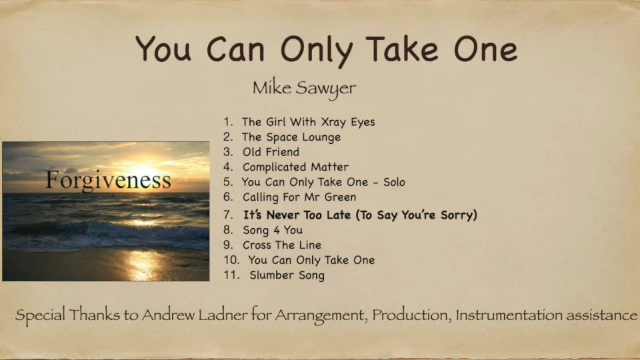 You Can Only Take One
Mike Sawyer
1. The Girl With Xray Eyes
2. The Space Lounge
3. Old Friend
4. Complicated Matter
5. You Can Only Take One - Solo
6. Calling For Mr Green
7. It's Never Too Late (To Say You're Sorry)
8. Song 4 You
9. Cross The Line
10. You Can Only Take One
11. Slumber Song
Forgiveness
Special Thanks to Andrew Ladner for Arrangement, Production, Instrumentation assistance